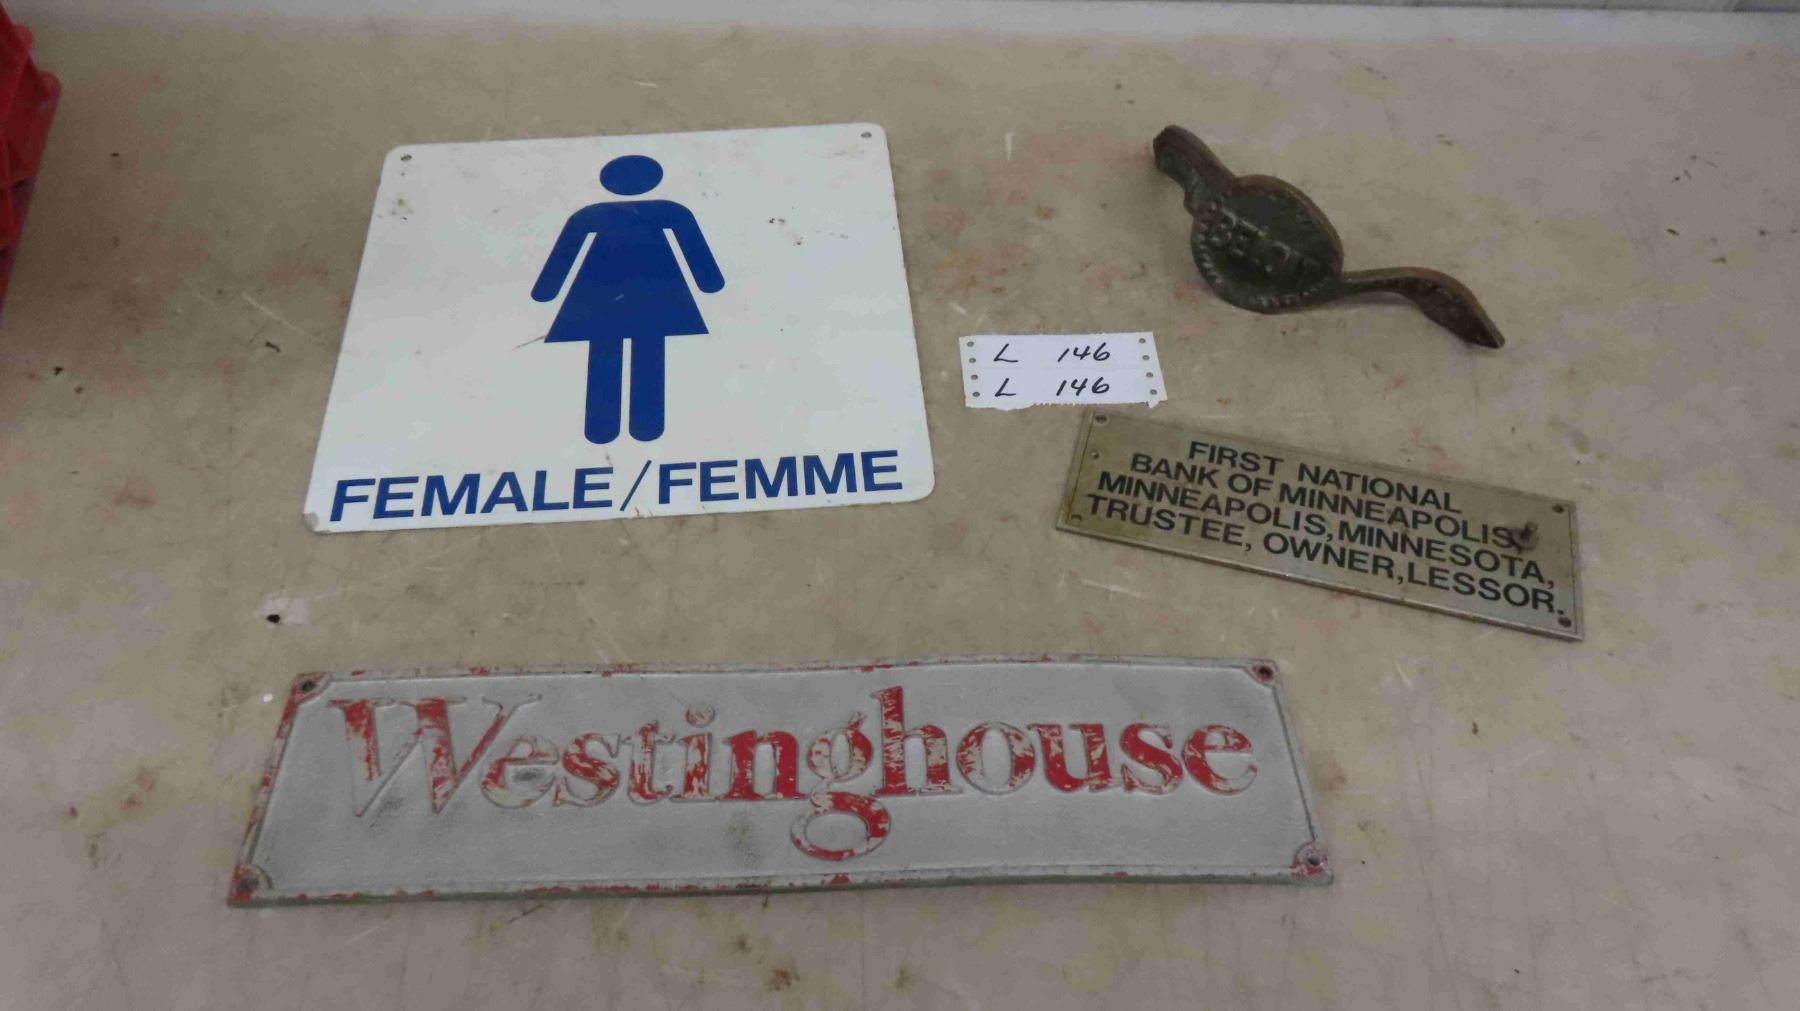 FEMALE/FEMME
L 146
L 146
FIRST NATIONAL
BANK OF MINNEAPOLIS,
MINNEAPOLIS, MINNESOTA,
TRUSTEE, OWNER, LESSOR.
Westinghouse